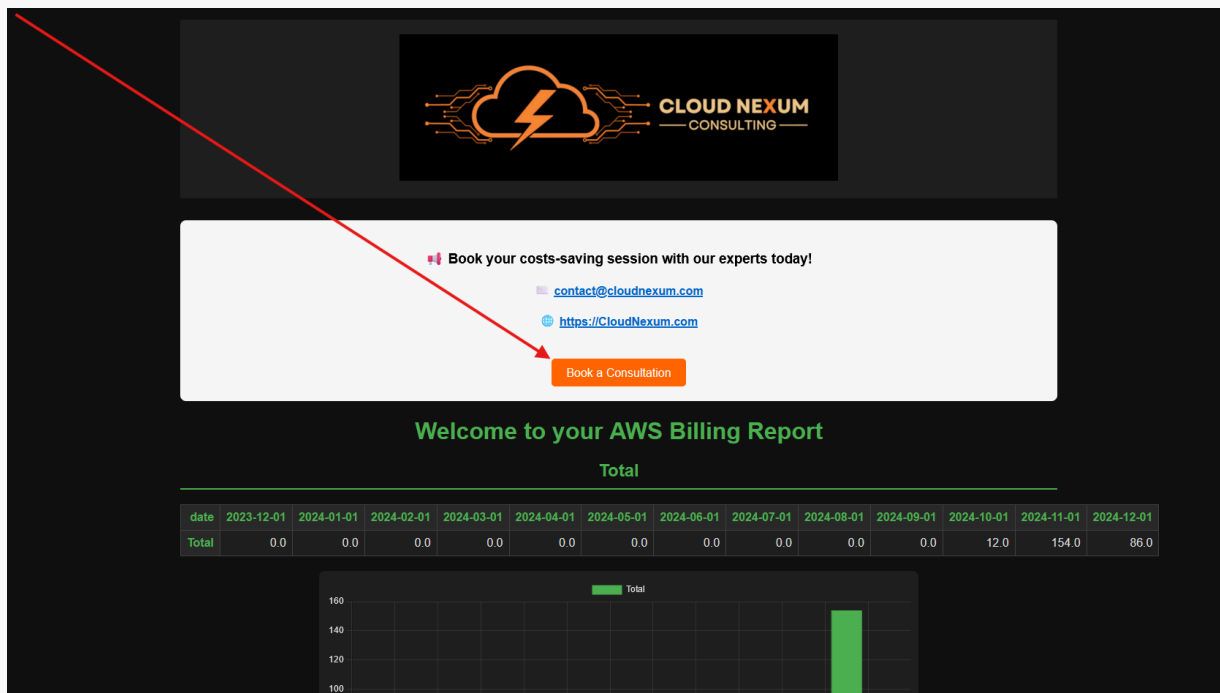 CLOUD NEXUM
CONSULTING
Book your costs-saving session with our experts today!
contact@cloudnexum.com
https://CloudNexum.com
Book a Consultation
Welcome to your AWS Billing Report
Total
date 2023-12-01 2024-01-01 2024-02-01 2024-03-01 2024-04-01 2024-05-01 2024-06-01 2024-07-01 2024-08-01 2024-09-01 2024-10-01 2024-11-01 2024-12-01
Total 0.0 0.0 0.0 0.0 0.0 0.0 0.0 0.0 0.0 0.0 12.0 154.0 86.0
Total
160
140
120
100